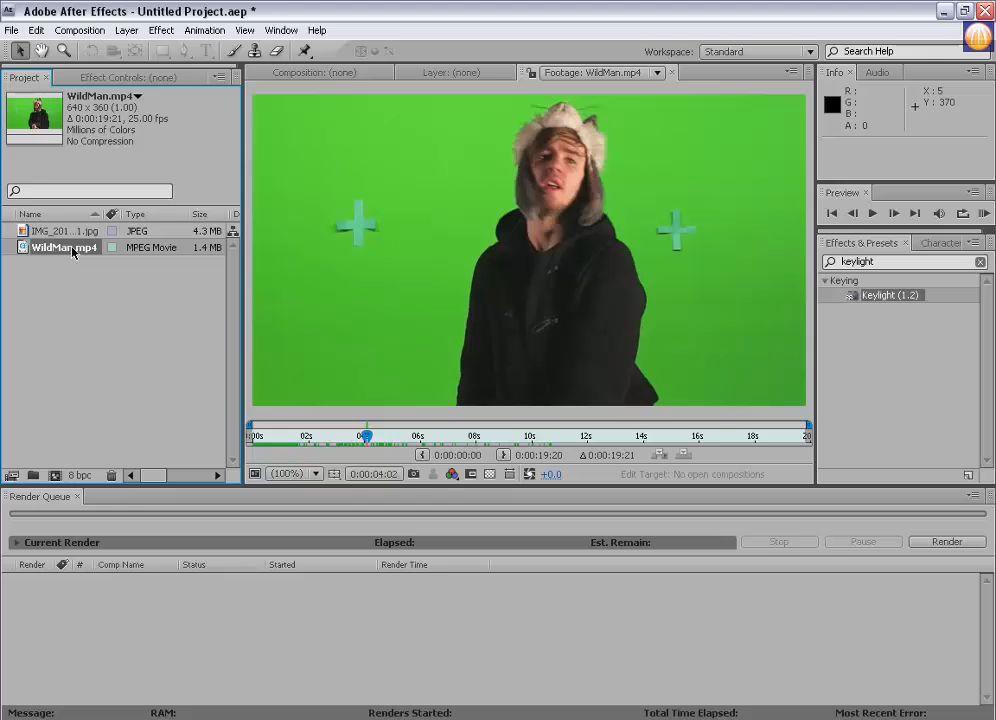 Ae Adobe After Effects - Untitled Project.aep *
File Edit Composition Layer Effect Animation View Window Help
Workspace: Standard Search Help
Project × Effect Controls: (none)
WildMan.mp4
640 x 360 (1.00)
Δ 0:00:19:21, 25.00 fps
Millions of Colors
No Compression
Name Type Size D
IMG_201...1.jpg JPEG 4.3 MB
WildMan.mp4 MPEG Movie 1.4 MB
8 bpc
Composition: (none) Layer: (none) Footage: WildMan.mp4 ×
02s 06s 08s 10s 12s 14s 16s 18s 20
0:00:00:00 0:00:19:20 Δ 0:00:19:21
(100%) 0:00:04:02 +0.0 Edit Target: No open compositions
Info × Audio
R : X : 5
G : Y : 370
B :
A : 0
Preview ×
Effects & Presets × Character
keylight
Keying
Keylight (1.2)
Render Queue ×
Current Render Elapsed: Est. Remain: Stop Pause Render
Render # Comp Name Status Started Render Time
Message: RAM: Renders Started: Total Time Elapsed: Most Recent Error: